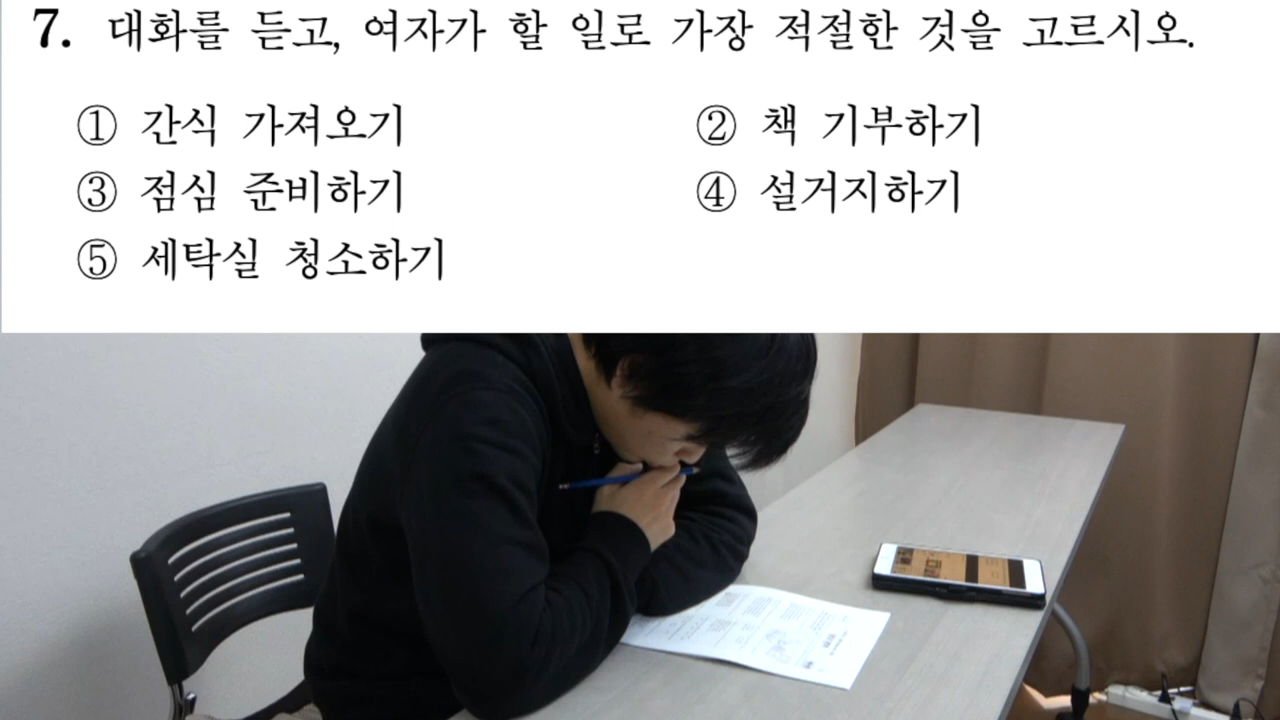 7. 대화를 듣고, 여자가 할 일로 가장 적절한 것을 고르시오.
① 간식 가져오기 ② 책 기부하기
③ 점심 준비하기 ④ 설거지하기
⑤ 세탁실 청소하기